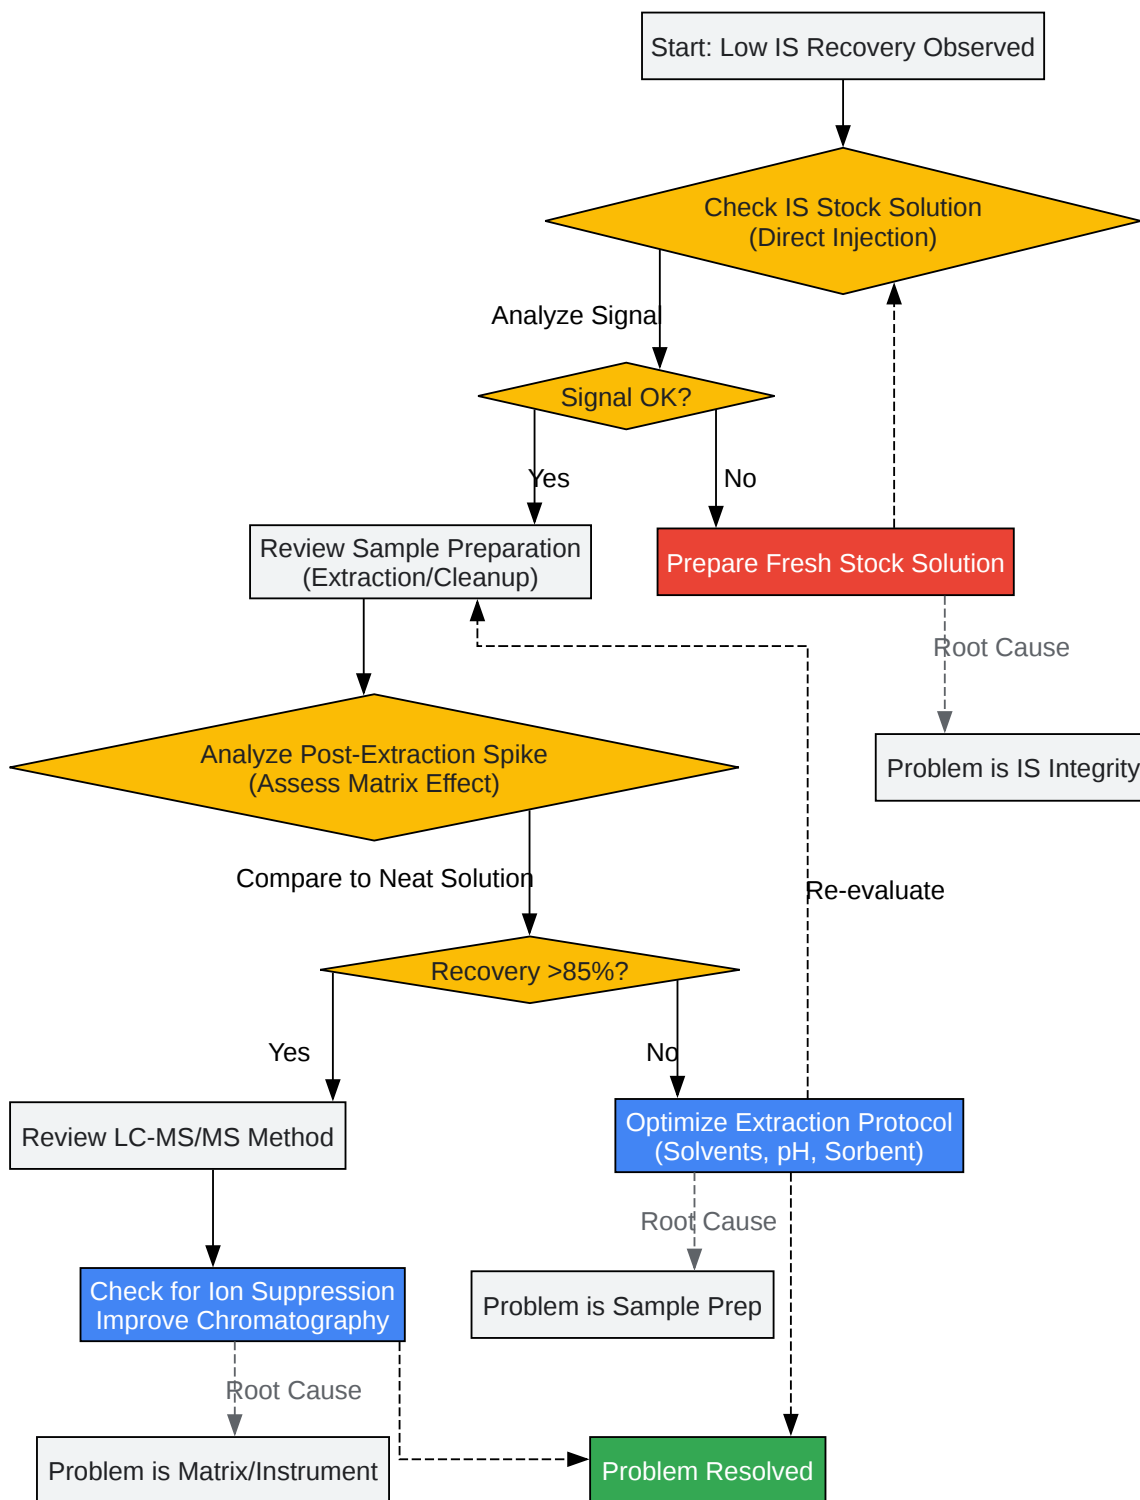 Start: Low IS Recovery Observed
Check IS Stock Solution
(Direct Injection)
Analyze Signal
Signal OK?
Yes
No
Review Sample Preparation
(Extraction/Cleanup)
Prepare Fresh Stock Solution
Root Cause
Analyze Post-Extraction Spike
(Assess Matrix Effect)
Problem is IS Integrity
Compare to Neat Solution
Re-evaluate
Recovery >85%?
Yes
No
Review LC-MS/MS Method
Optimize Extraction Protocol
(Solvents, pH, Sorbent)
Root Cause
Check for Ion Suppression
Improve Chromatography
Problem is Sample Prep
Root Cause
Problem is Matrix/Instrument
Problem Resolved